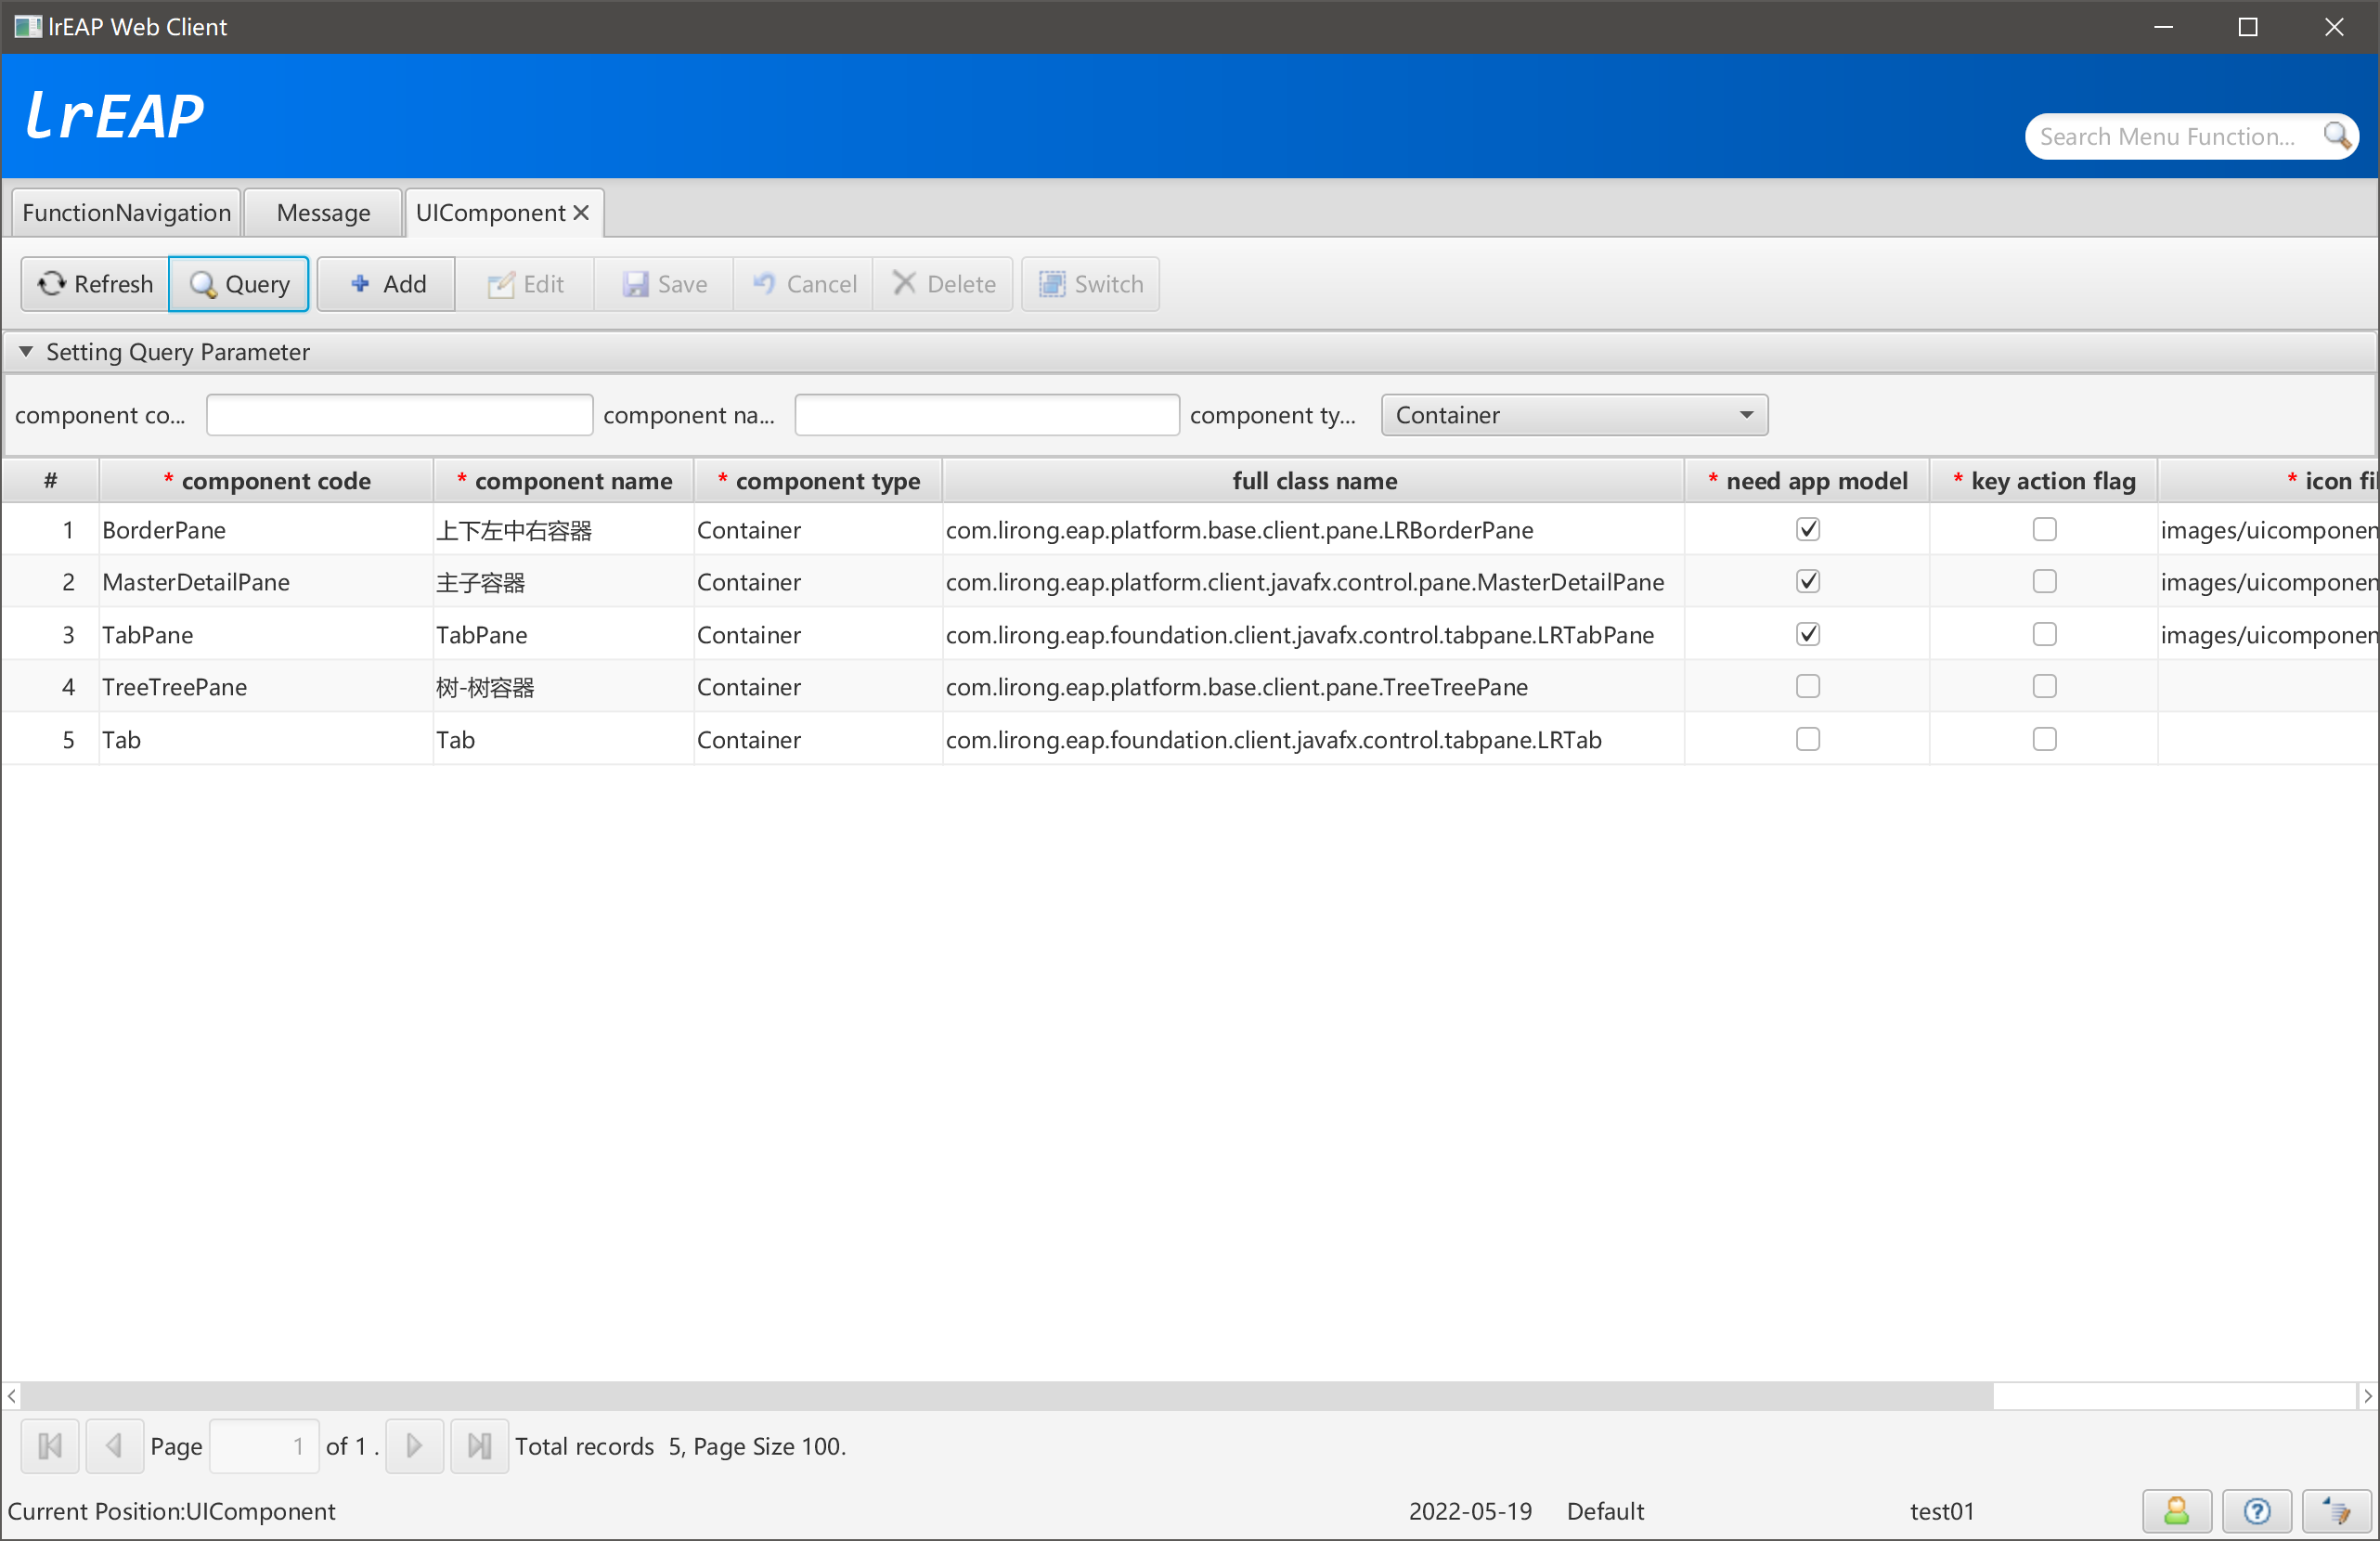 lrEAP Web Client
lrEAP
Search Menu Function...
FunctionNavigation Message UIComponent
Refresh Query Add Edit Save Cancel Delete Switch
Setting Query Parameter
component co... component na... component ty... Container
# * component code * component name * component type full class name * need app model * key action flag * icon fil
1 BorderPane 上下左中右容器 Container com.lirong.eap.platform.base.client.pane.LRBorderPane images/uicomponen
2 MasterDetailPane 主子容器 Container com.lirong.eap.platform.client.javafx.control.pane.MasterDetailPane images/uicomponen
3 TabPane TabPane Container com.lirong.eap.foundation.client.javafx.control.tabpane.LRTabPane images/uicomponen
4 TreeTreePane 树-树容器 Container com.lirong.eap.platform.base.client.pane.TreeTreePane
5 Tab Tab Container com.lirong.eap.foundation.client.javafx.control.tabpane.LRTab
Page 1 of 1 . Total records 5, Page Size 100.
Current Position:UIComponent 2022-05-19 Default test01